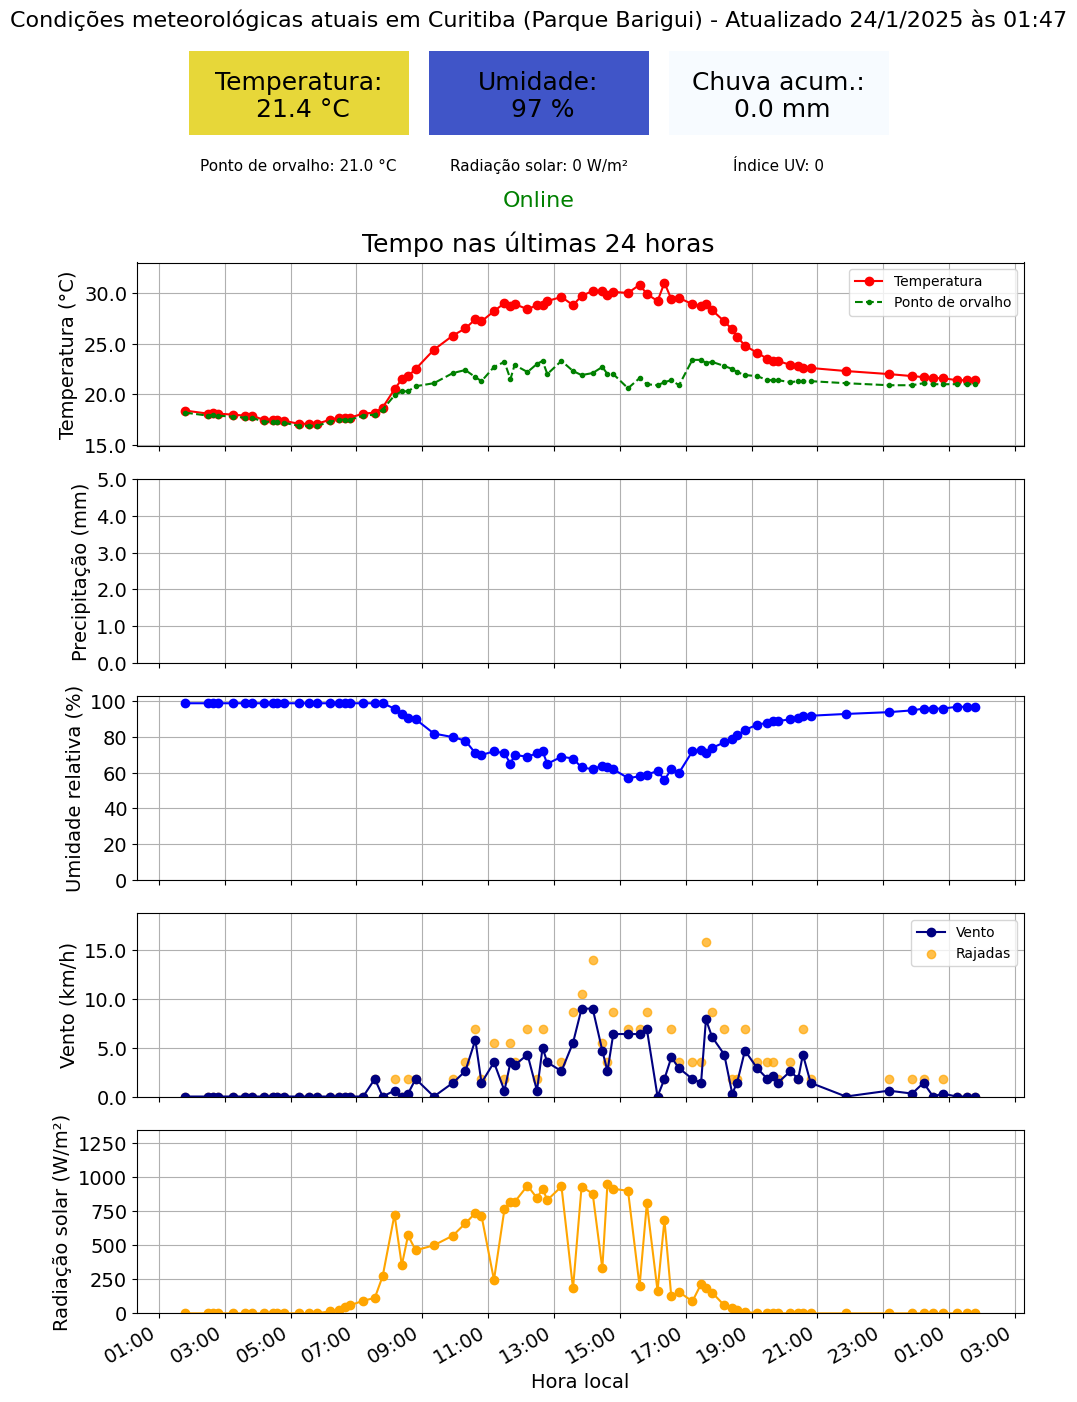 Condições meteorológicas atuais em Curitiba (Parque Barigui) - Atualizado 24/1/2025 às 01:47
Temperatura:
21.4 °C
Umidade:
97 %
Chuva acum.:
0.0 mm
Ponto de orvalho: 21.0 °C
Radiação solar: 0 W/m²
Índice UV: 0
Online
Tempo nas últimas 24 horas
Temperatura (°C)
30.0
25.0
20.0
15.0
Temperatura
Ponto de orvalho
Precipitação (mm)
5.0
4.0
3.0
2.0
1.0
0.0
Umidade relativa (%)
100
80
60
40
20
0
Vento (km/h)
15.0
10.0
5.0
0.0
Vento
Rajadas
Radiação solar (W/m²)
1250
1000
750
500
250
0
01:00
03:00
05:00
07:00
09:00
11:00
13:00
15:00
17:00
19:00
21:00
23:00
01:00
03:00
Hora local